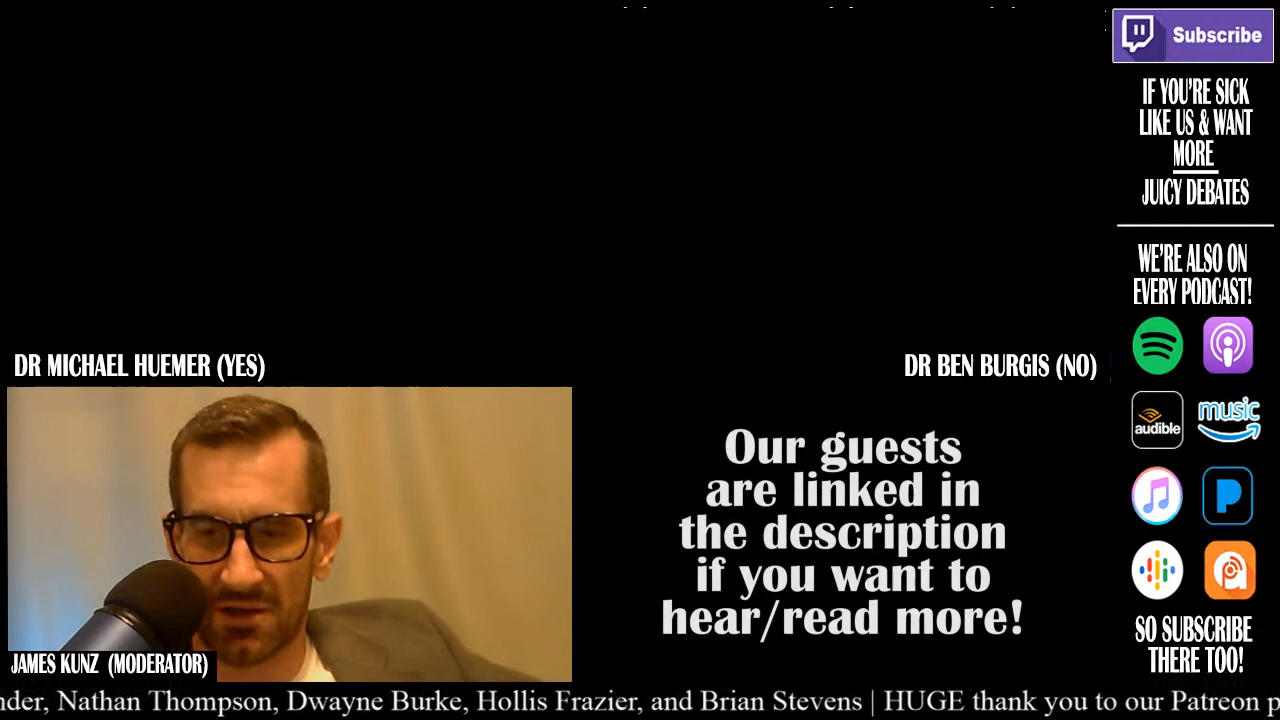 Subscribe
IF YOU'RE SICK
LIKE US & WANT
MORE
JUICY DEBATES
WE'RE ALSO ON
EVERY PODCAST!
DR MICHAEL HUEMER (YES)
DR BEN BURGIS (NO)
audible
music
Our guests
are linked in
the description
if you want to
hear/read more!
SO SUBSCRIBE
THERE TOO!
JAMES KUNZ (MODERATOR)
Nathan Thompson, Dwayne Burke, Hollis Frazier, and Brian Stevens | HUGE thank you to our Patreon